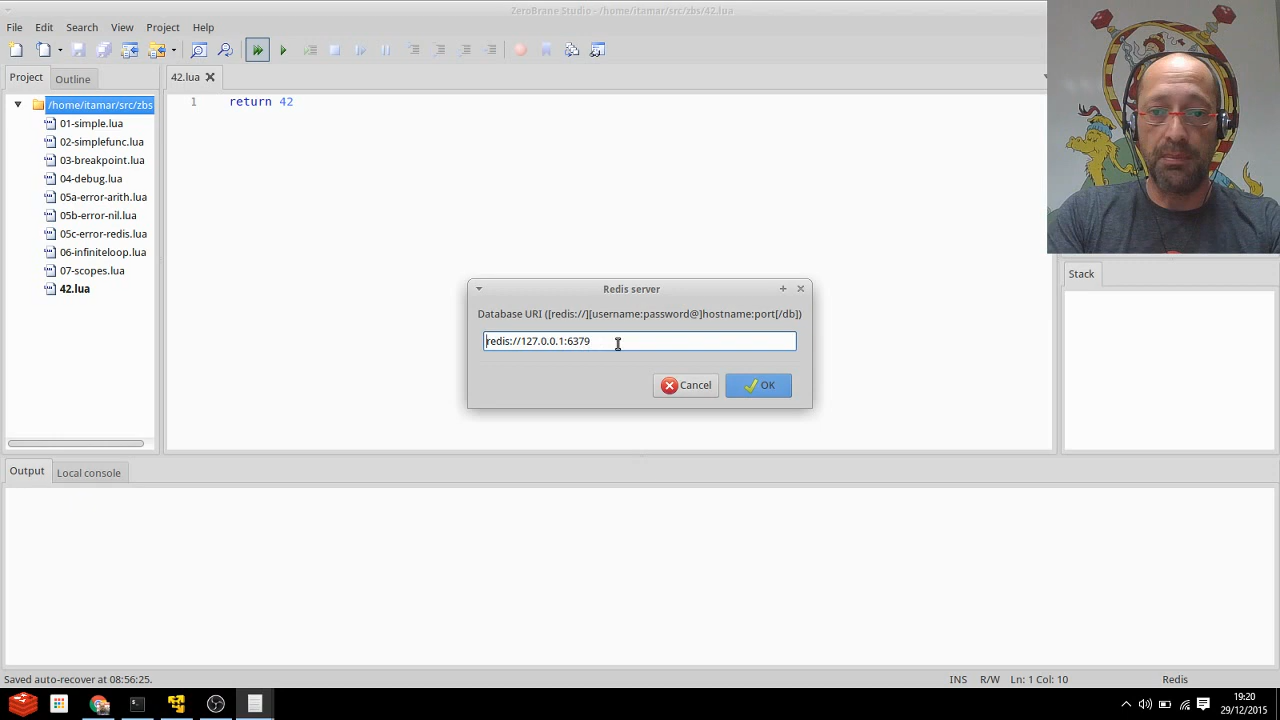 ZeroBrane Studio - /home/itamar/src/zbs/42.lua
File Edit Search View Project Help
Project Outline
42.lua
/home/itamar/src/zbs
01-simple.lua
02-simplefunc.lua
03-breakpoint.lua
04-debug.lua
05a-error-arith.lua
05b-error-nil.lua
05c-error-redis.lua
06-infiniteloop.lua
07-scopes.lua
42.lua
1 return 42
Redis server
Database URI ([redis://][username:password@]hostname:port[/db])
redis://127.0.0.1:6379
Cancel OK
Stack
Output Local console
Saved auto-recover at 08:56:25.
INS R/W Ln: 1 Col: 10 Redis
19:20
29/12/2015